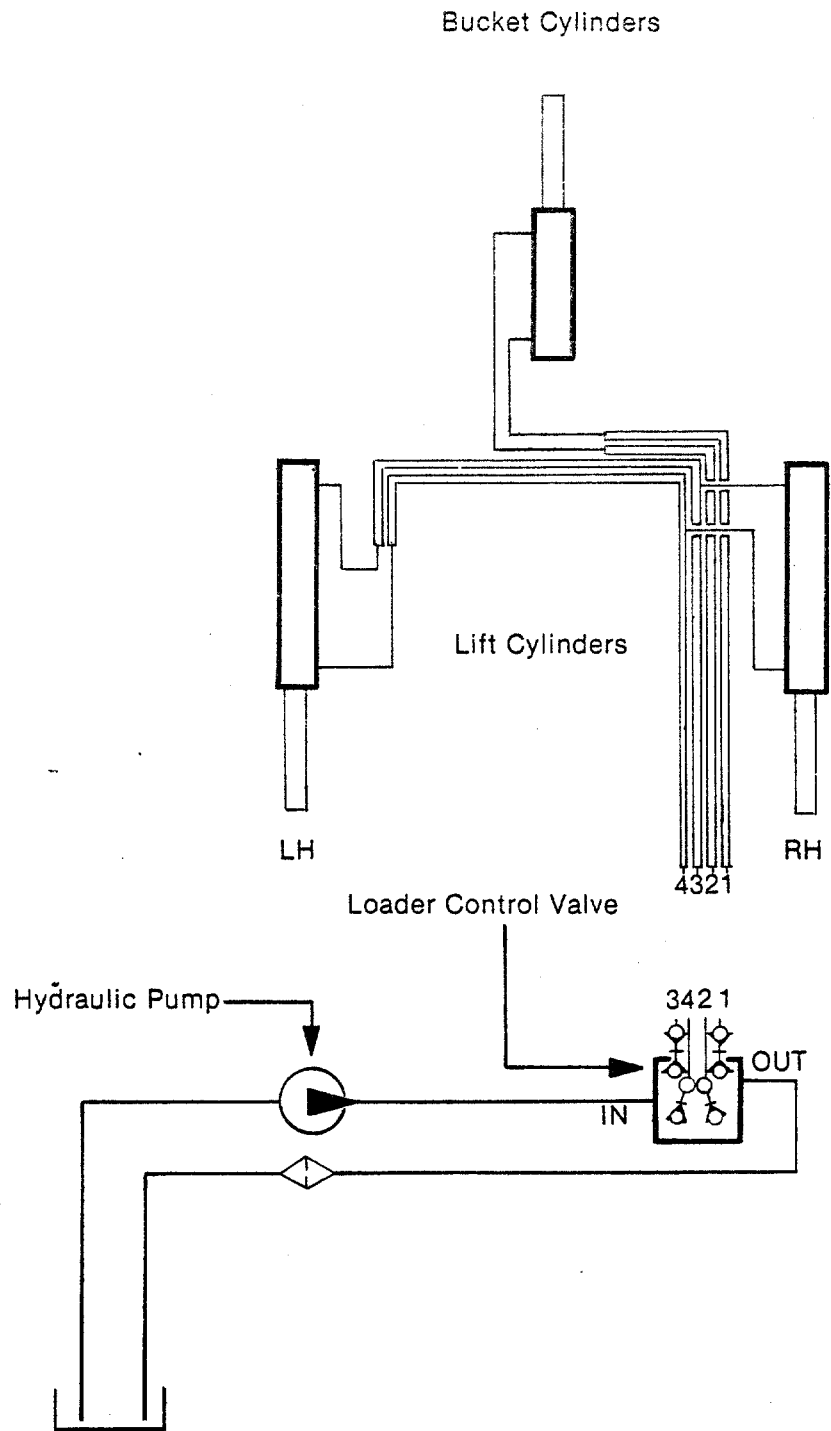 Bucket Cylinders
Lift Cylinders
LH
RH
4321
Loader Control Valve
Hydraulic Pump
3421
OUT
IN